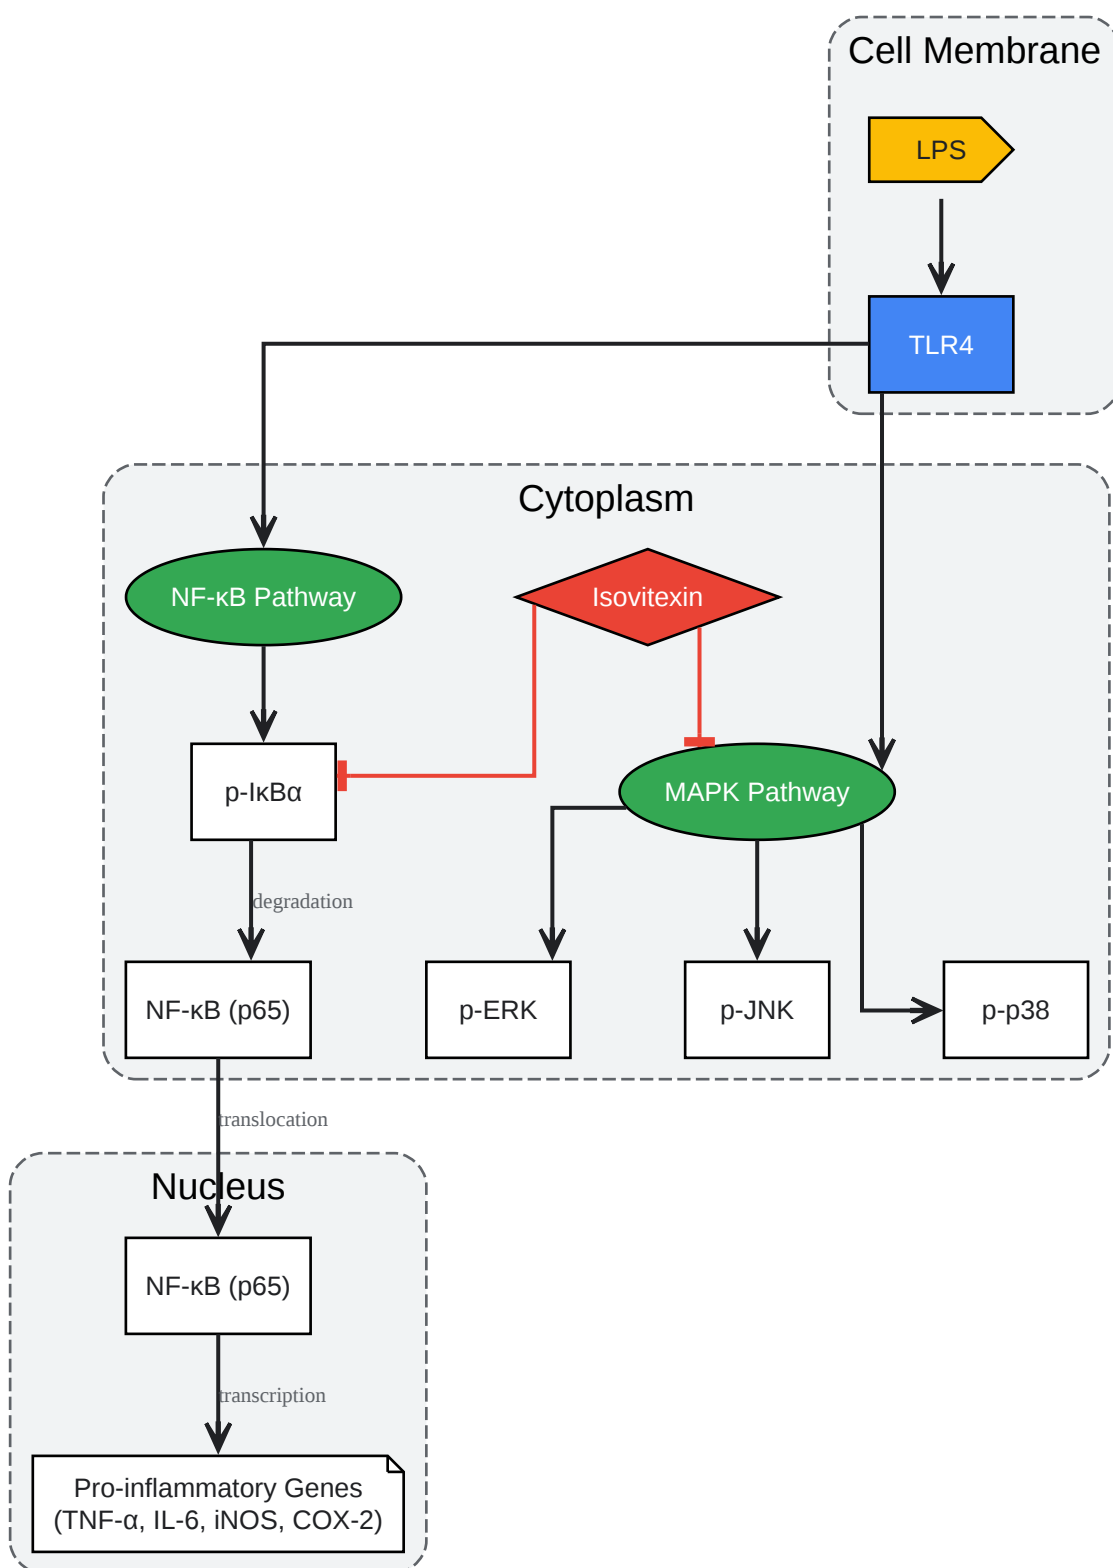 Cell Membrane
LPS
TLR4
Cytoplasm
NF-κB Pathway
Isovitexin
p-IκBα
MAPK Pathway
degradation
NF-κB (p65)
p-ERK
p-JNK
p-p38
translocation
Nucleus
NF-κB (p65)
transcription
Pro-inflammatory Genes
(TNF-α, IL-6, iNOS, COX-2)